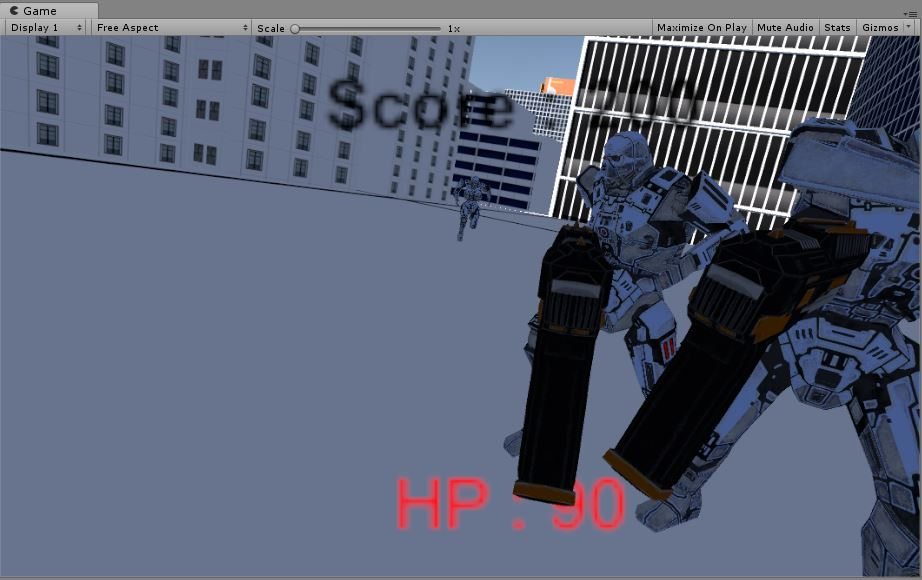 Game
Display 1 Free Aspect Scale 1x Maximize On Play Mute Audio Stats Gizmos
Score : 200
HP : 90